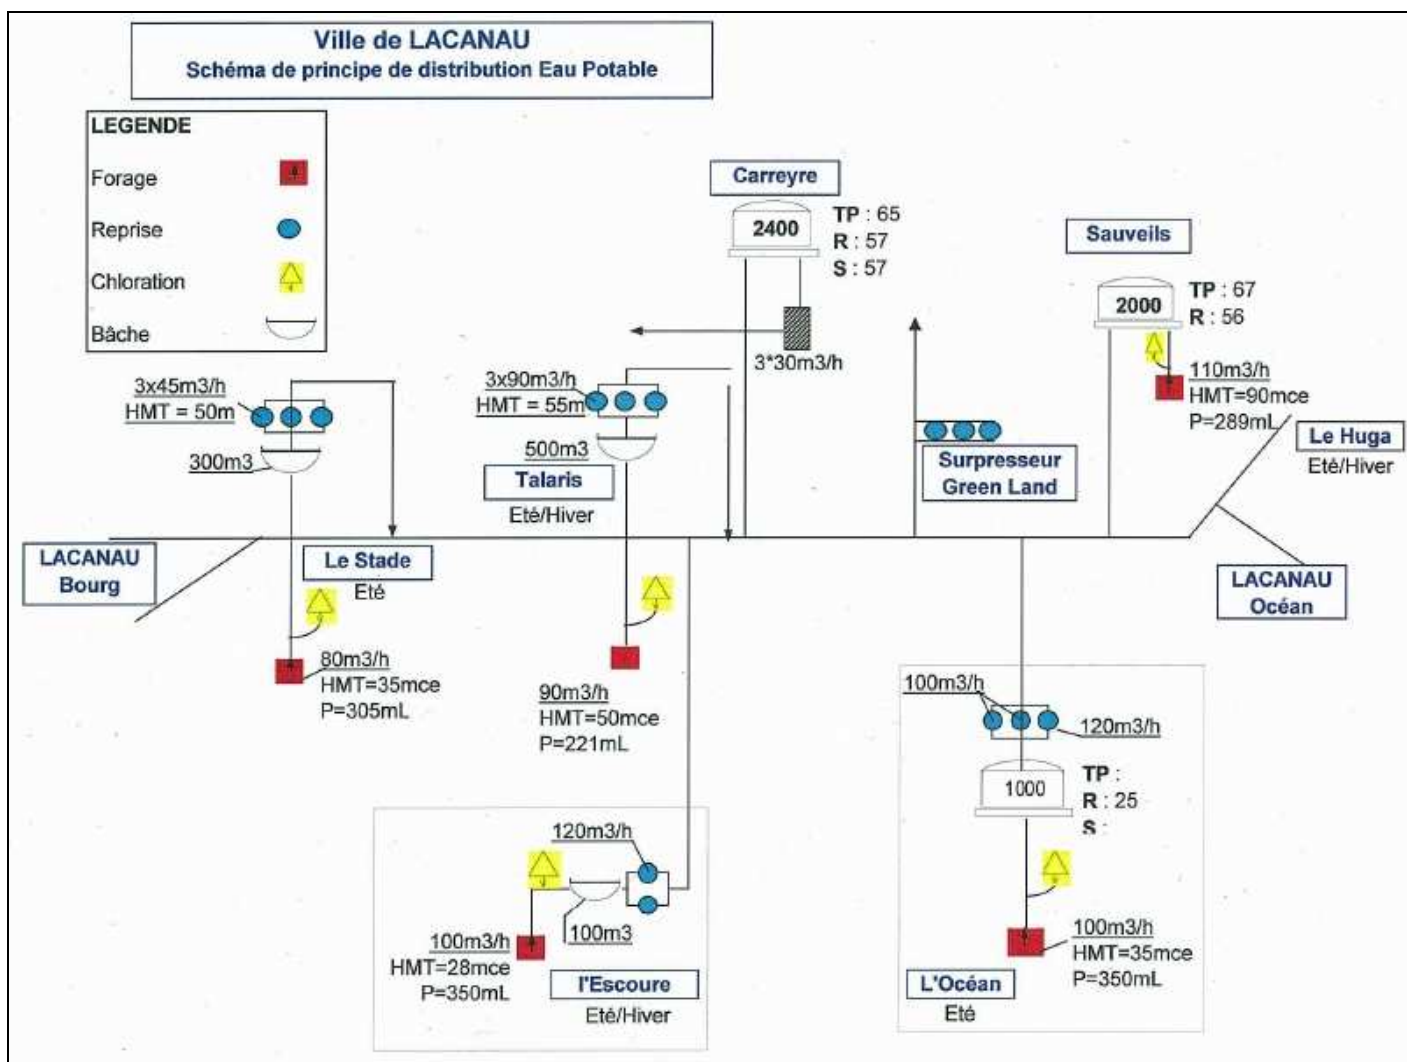 Ville de LACANAU
Schéma de principe de distribution Eau Potable
LEGENDE
Forage
Reprise
Chloration
Bâche
Carreyre
2400
TP : 65
R : 57
S : 57
3*30m3/h
Sauveils
2000
TP : 67
R : 56
110m3/h
HMT=90mce
P=289mL
Le Huga
Eté/Hiver
3x45m3/h
HMT = 50m
300m3
3x90m3/h
HMT = 55m
500m3
Talaris
Eté/Hiver
Surpresseur
Green Land
LACANAU
Bourg
Le Stade
Eté
LACANAU
Océan
80m3/h
HMT=35mce
P=305mL
90m3/h
HMT=50mce
P=221mL
100m3/h
120m3/h
1000
TP :
R : 25
S :
120m3/h
100m3
100m3/h
HMT=28mce
P=350mL
l'Escoure
Eté/Hiver
100m3/h
HMT=35mce
P=350mL
L'Océan
Eté